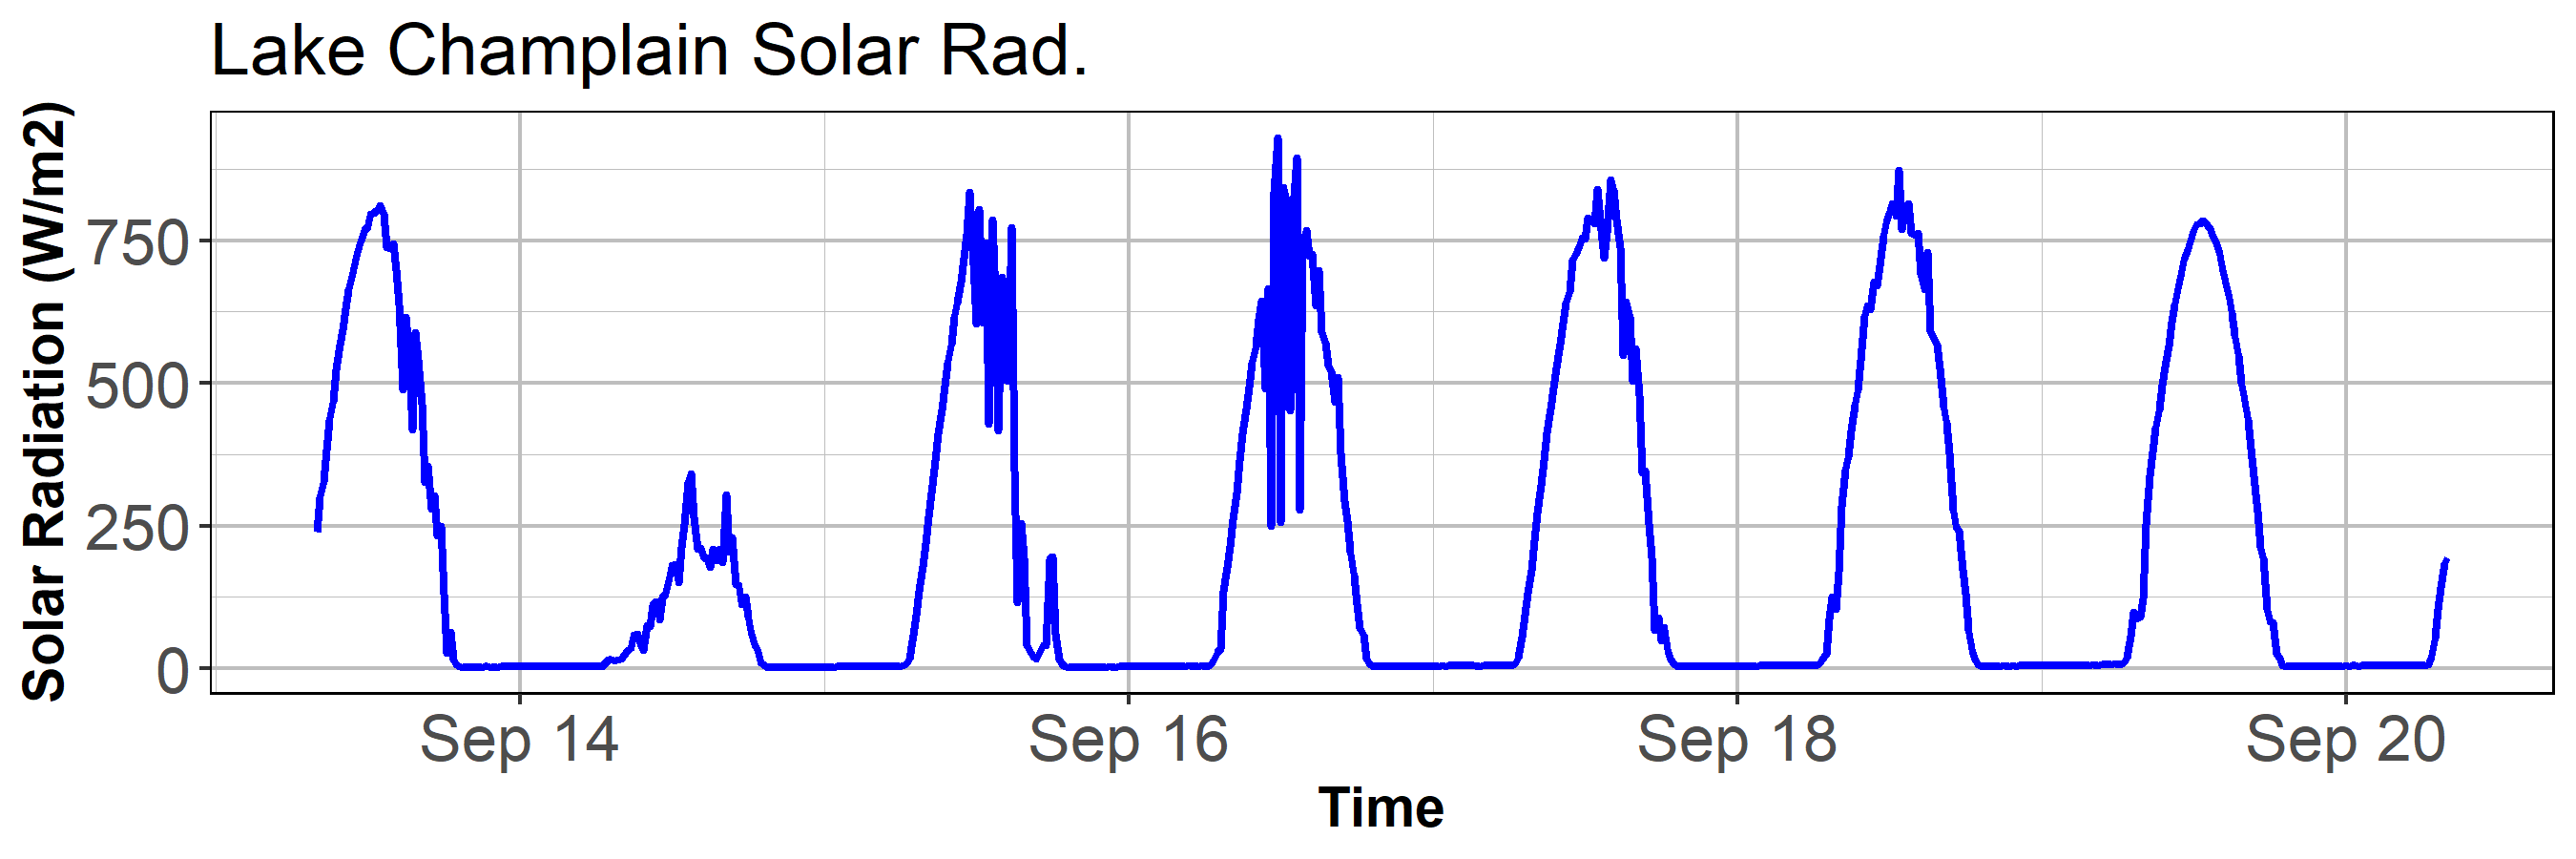 Lake Champlain Solar Rad.
Solar Radiation (W/m2)
750
500
250
0
Sep 14
Sep 16
Sep 18
Sep 20
Time